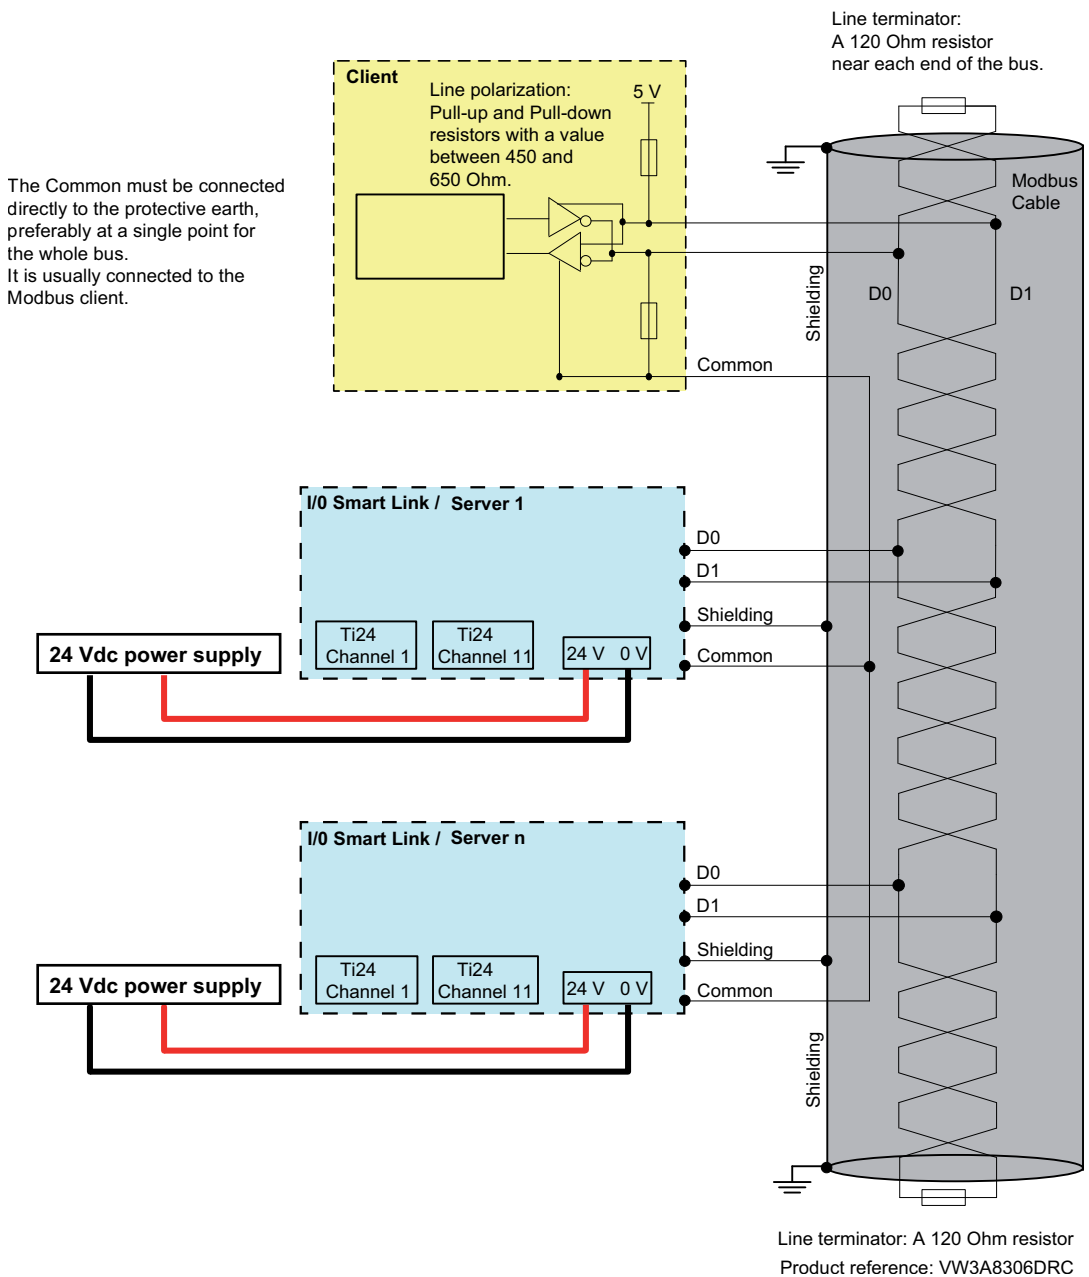 Line terminator:
A 120 Ohm resistor
near each end of the bus.
Client
Line polarization:
Pull-up and Pull-down
resistors with a value
between 450 and
650 Ohm.
5 V
The Common must be connected
directly to the protective earth,
preferably at a single point for
the whole bus.
It is usually connected to the
Modbus client.
Modbus
Cable
Shielding
D0
D1
Common
I/0 Smart Link / Server 1
D0
D1
Shielding
Common
Ti24
Channel 1
Ti24
Channel 11
24 V 0 V
24 Vdc power supply
I/0 Smart Link / Server n
D0
D1
Shielding
Common
Ti24
Channel 1
Ti24
Channel 11
24 V 0 V
24 Vdc power supply
Shielding
Line terminator: A 120 Ohm resistor
Product reference: VW3A8306DRC